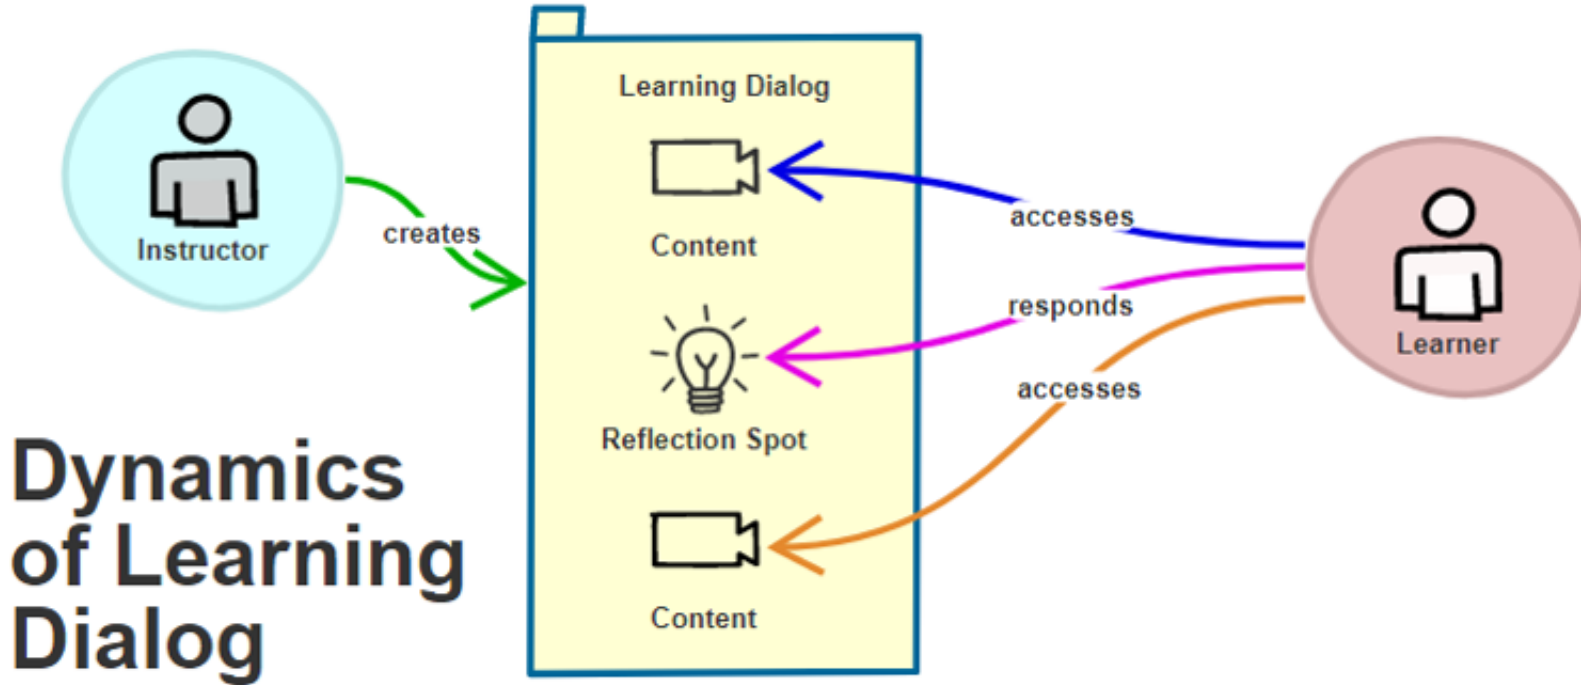 Learning Dialog
Instructor
creates
Content
accesses
responds
Learner
accesses
Reflection Spot
Content
Dynamics
of Learning
Dialog